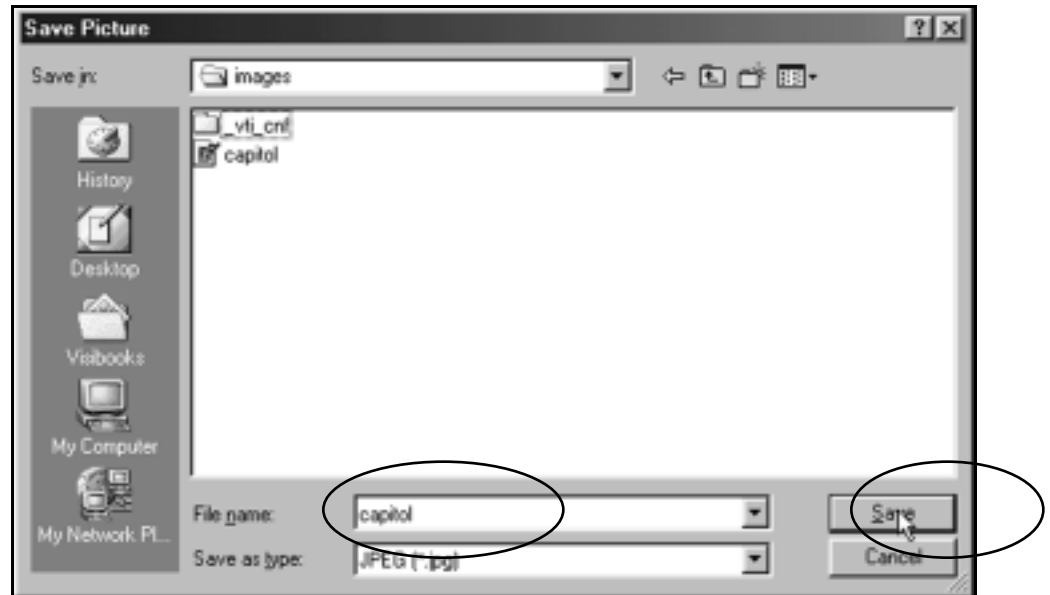 Save Picture
Save in:
images
_vti_cnf
capitol
History
Desktop
Visibooks
My Computer
My Network Pl...
File name:
capitol
Save
Save as type:
JPEG (*.jpg)
Cancel